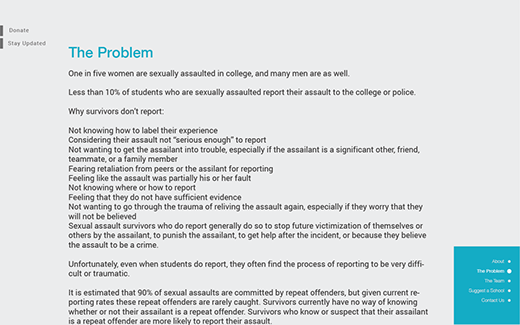 Donate
Stay Updated
The Problem
One in five women are sexually assaulted in college, and many men are as well.
Less than 10% of students who are sexually assaulted report their assault to the college or police.
Why survivors don't report:
Not knowing how to label their experience
Considering their assault not “serious enough” to report
Not wanting to get the assailant into trouble, especially if the assailant is a significant other, friend,
teammate, or a family member
Fearing retaliation from peers or the assilant for reporting
Feeling like the assault was partially his or her fault
Not knowing where or how to report
Feeling that they do not have sufficient evidence
Not wanting to go through the trauma of reliving the assault again, especially if they worry that they
will not be believed
Sexual assault survivors who do report generally do so to stop future victimization of themselves or
others by the assailant, to punish the assailant, to get help after the incident, or because they believe
the assault to be a crime.
Unfortunately, even when students do report, they often find the process of reporting to be very diffi-
cult or traumatic.
It is estimated that 90% of sexual assaults are committed by repeat offenders, but given current re-
porting rates these repeat offenders are rarely caught. Survivors currently have no way of knowing
whether or not their assailant is a repeat offender. Survivors who know or suspect that their assailant
is a repeat offender are more likely to report their assault.
About
The Problem
The Team
Suggest a School
Contact Us